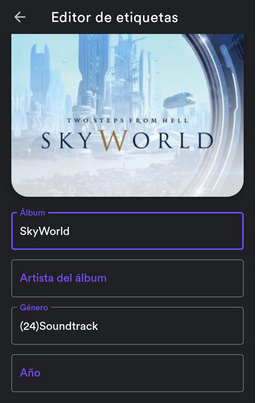 Editor de etiquetas
TWO STEPS FROM HELL
SKYWORLD
Álbum
SkyWorld
Artista del álbum
Género
(24)Soundtrack
Año